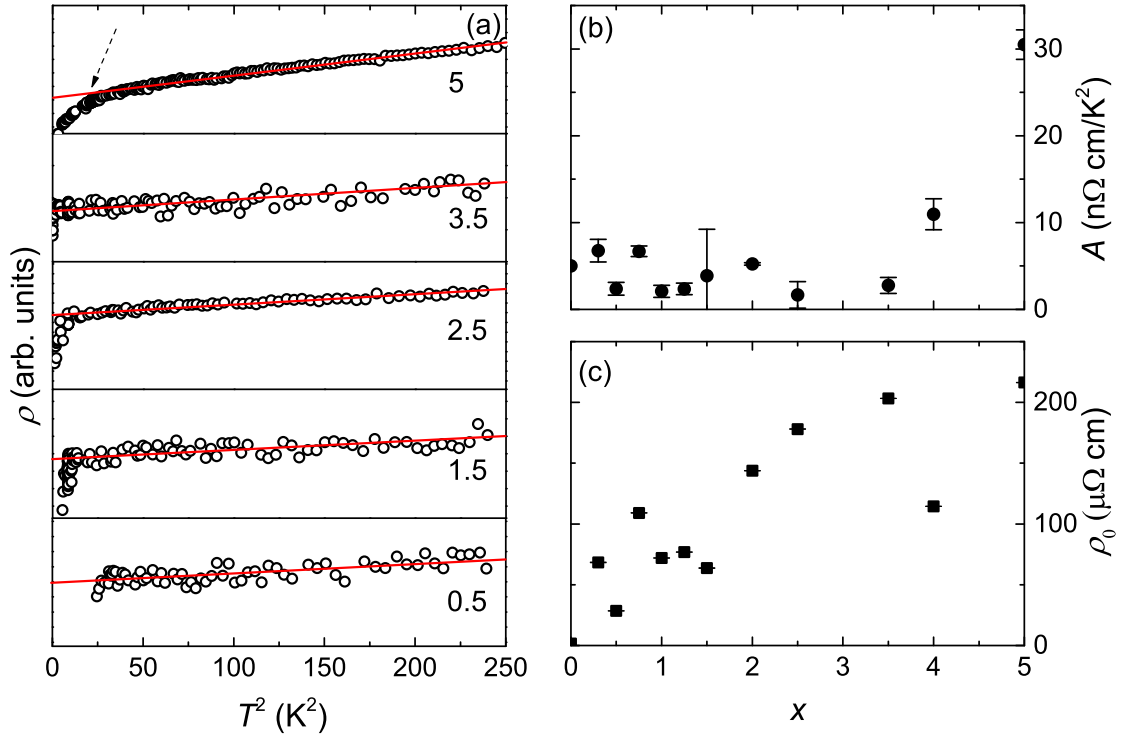 (a)
5
3.5
2.5
1.5
0.5
ρ (arb. units)
0 50 100 150 200 250
T² (K²)
(b)
30
20
10
0
A (nΩ cm/K²)
(c)
200
100
0
ρ₀ (μΩ cm)
0 1 2 3 4 5
x